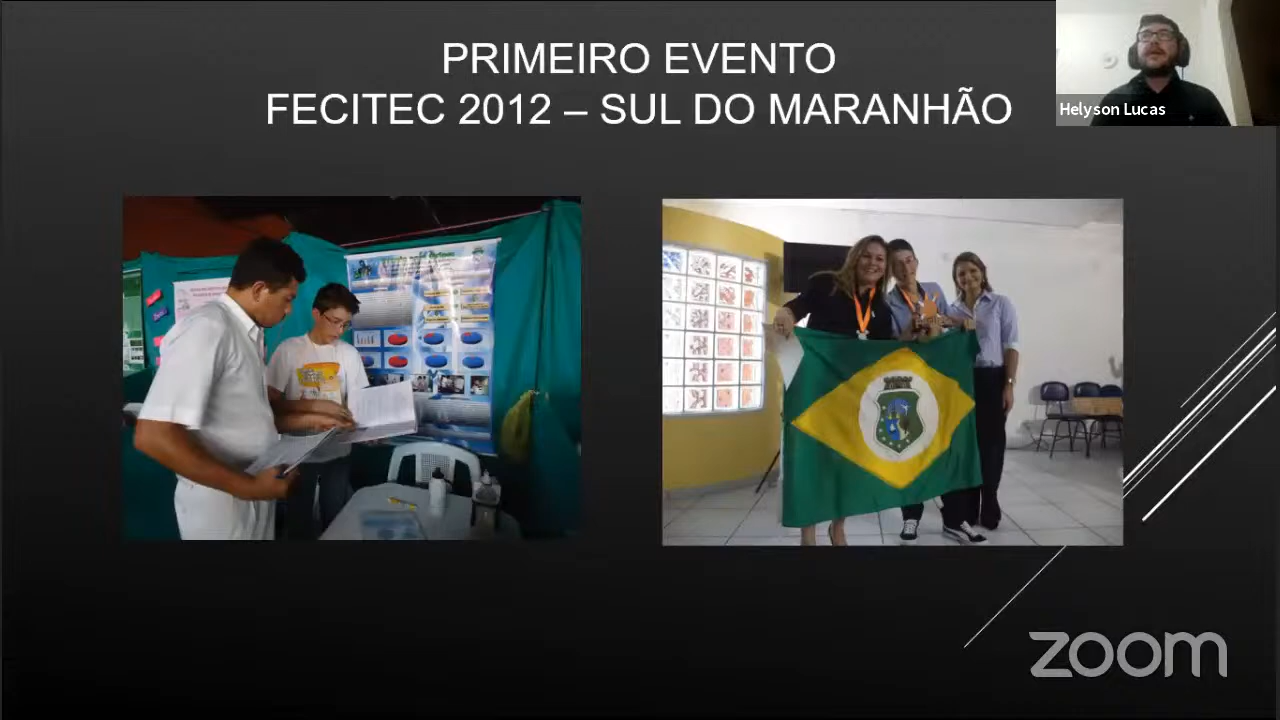 PRIMEIRO EVENTO
FECITEC 2012 – SUL DO MARANHÃO
Helyson Lucas
zoom